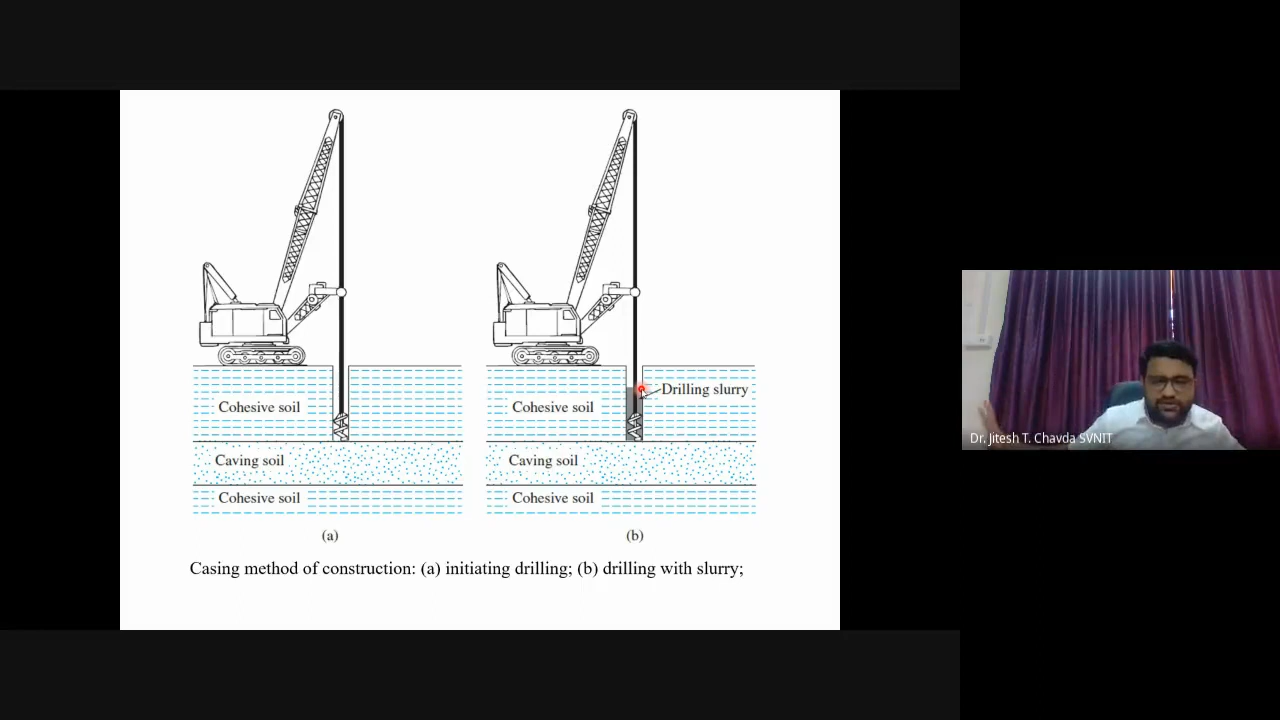 Cohesive soil
Drilling slurry
Cohesive soil
Caving soil
Caving soil
Cohesive soil
Cohesive soil
(a)
(b)
Casing method of construction: (a) initiating drilling; (b) drilling with slurry;
Dr. Jitesh T. Chavda SVNIT